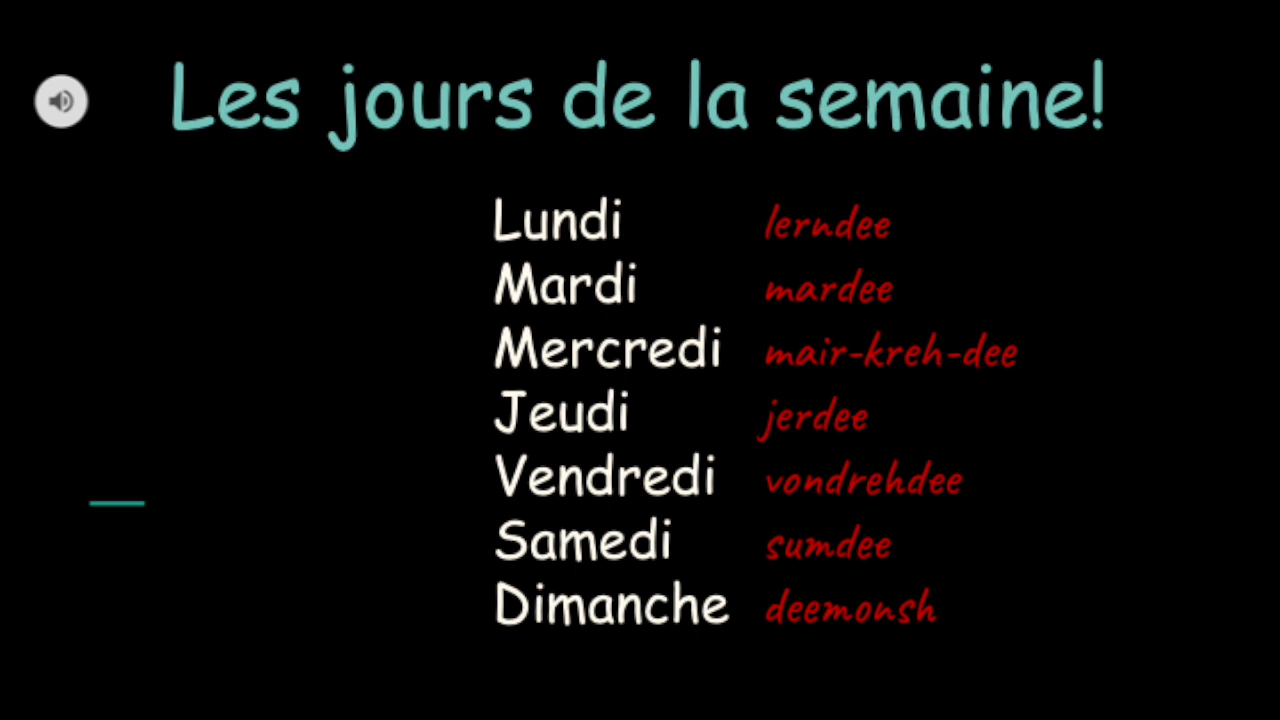 Les jours de la semaine!
Lundi lerndee
Mardi mardee
Mercredi mair-kreh-dee
Jeudi jerdee
Vendredi vondrehdee
Samedi sumdee
Dimanche deemonsh